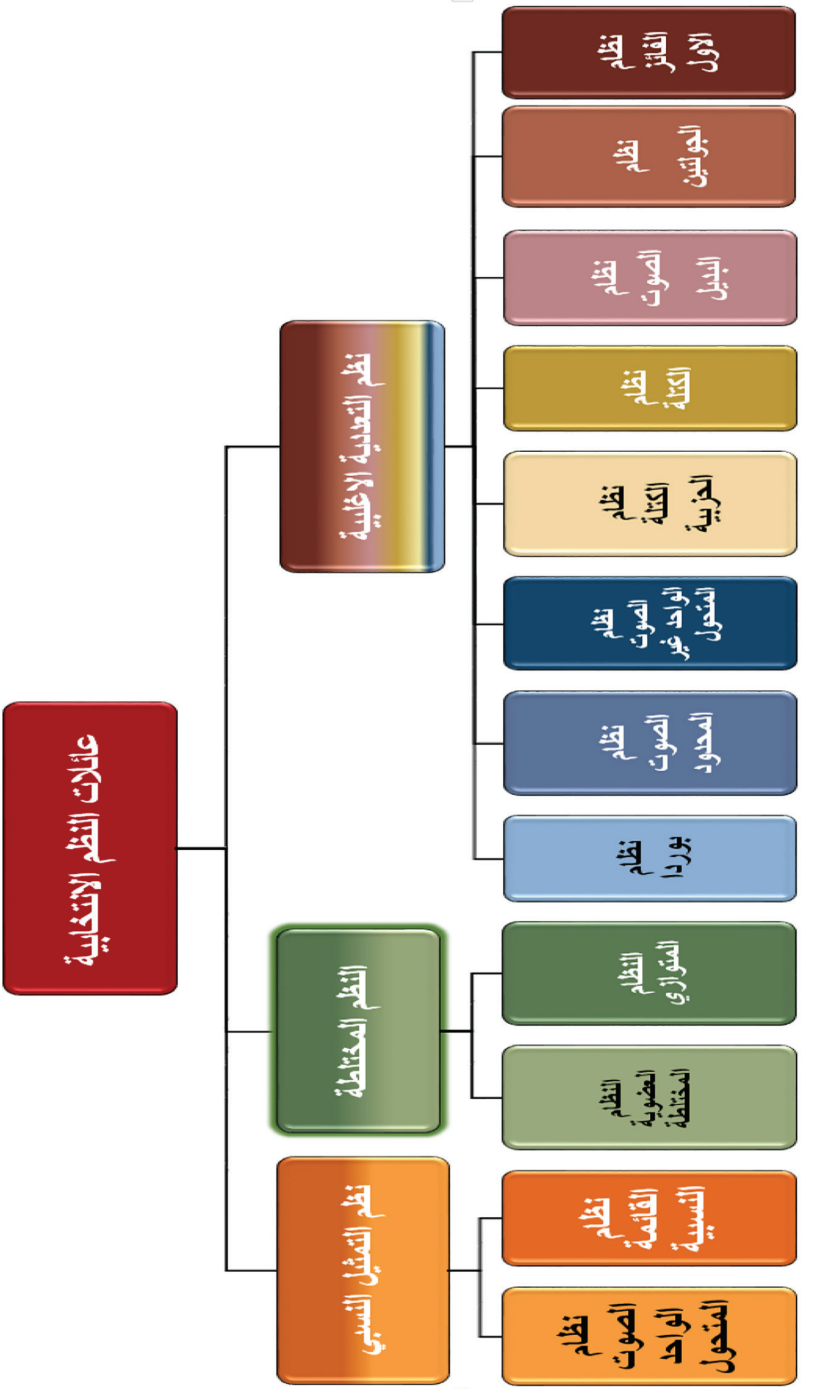 عائلات النظم الانتخابية
نظم التعددية الاغلبية
نظام
الفائز
الاول
نظام
الجولتين
نظام
الصوت
البديل
نظام
الكتلة
نظام
الكتلة
الحزبية
نظام
الصوت
الواحد غير
المتحول
نظام
الصوت
المحدود
نظام
بوردا
النظم المختلطة
النظام
المتوازي
النظام
العضوية
المختلطة
نظم التمثيل النسبي
نظام
القائمة
النسبية
نظام
الصوت
الواحد
المتحول